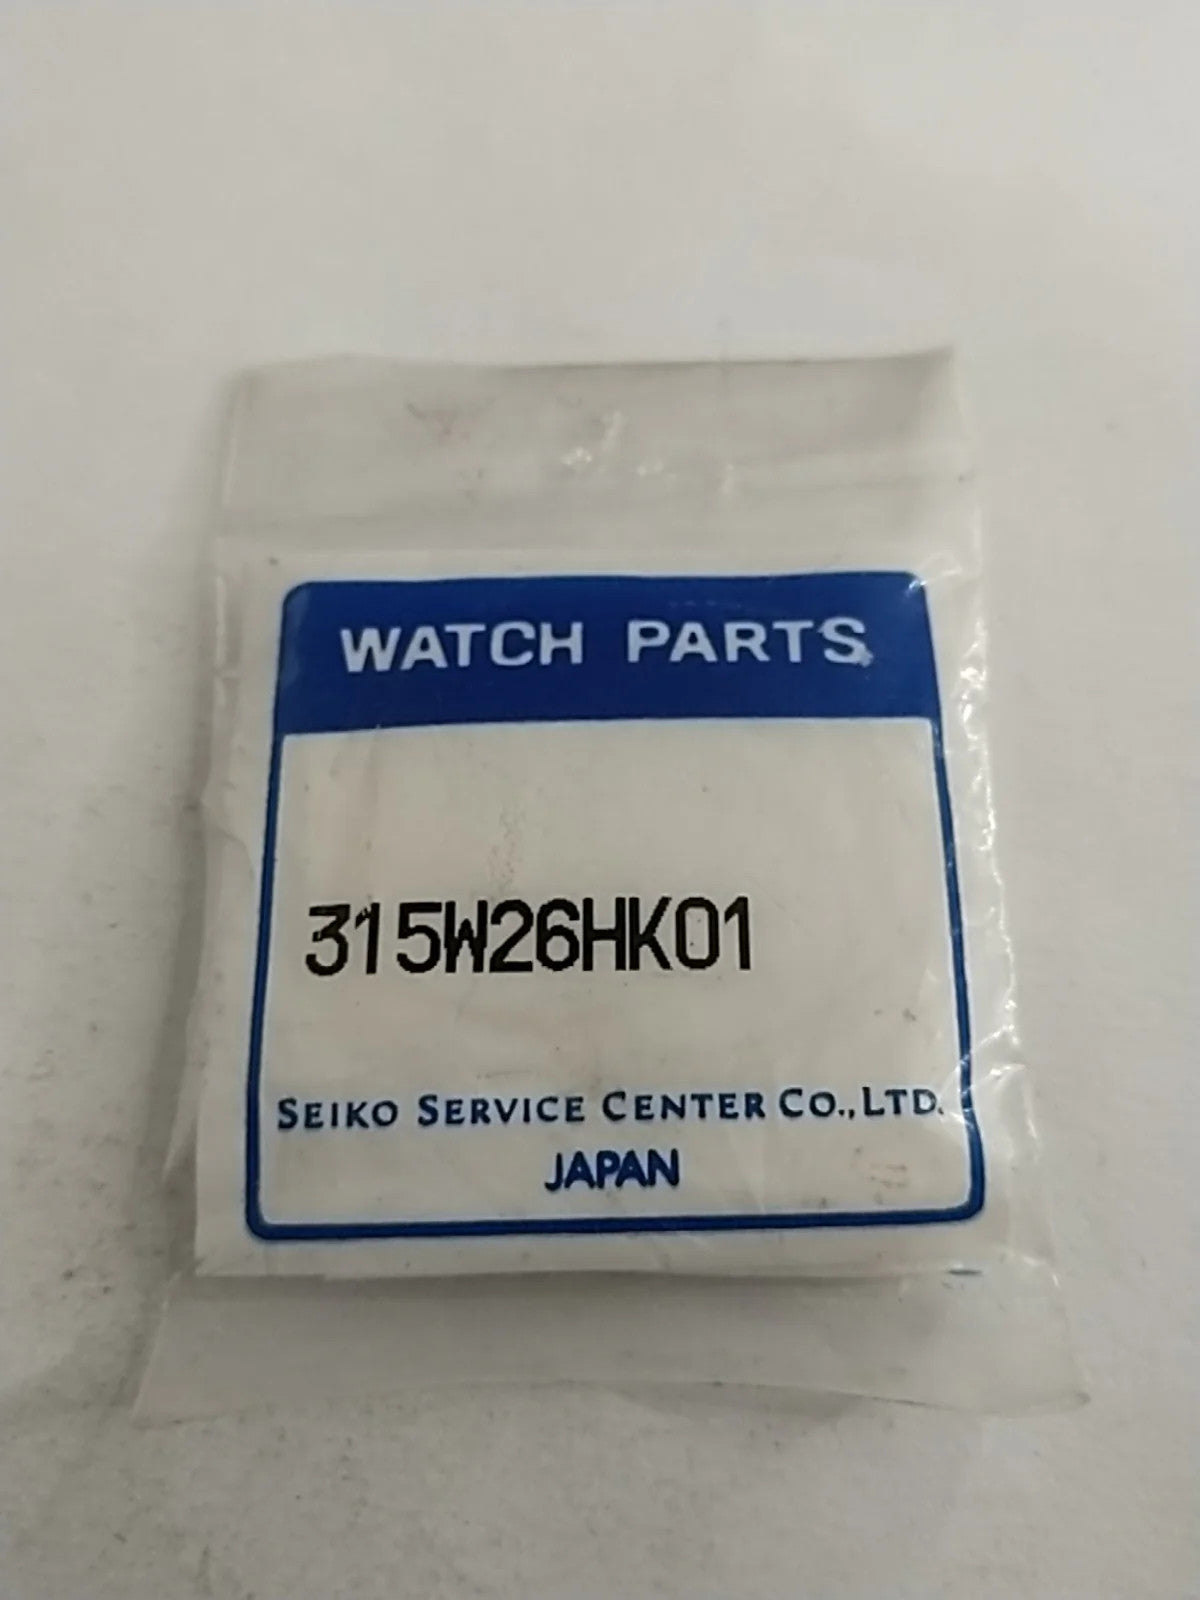 WATCH PARTS
315W26HK01
SEIKO SERVICE CENTER CO., LTD.
JAPAN